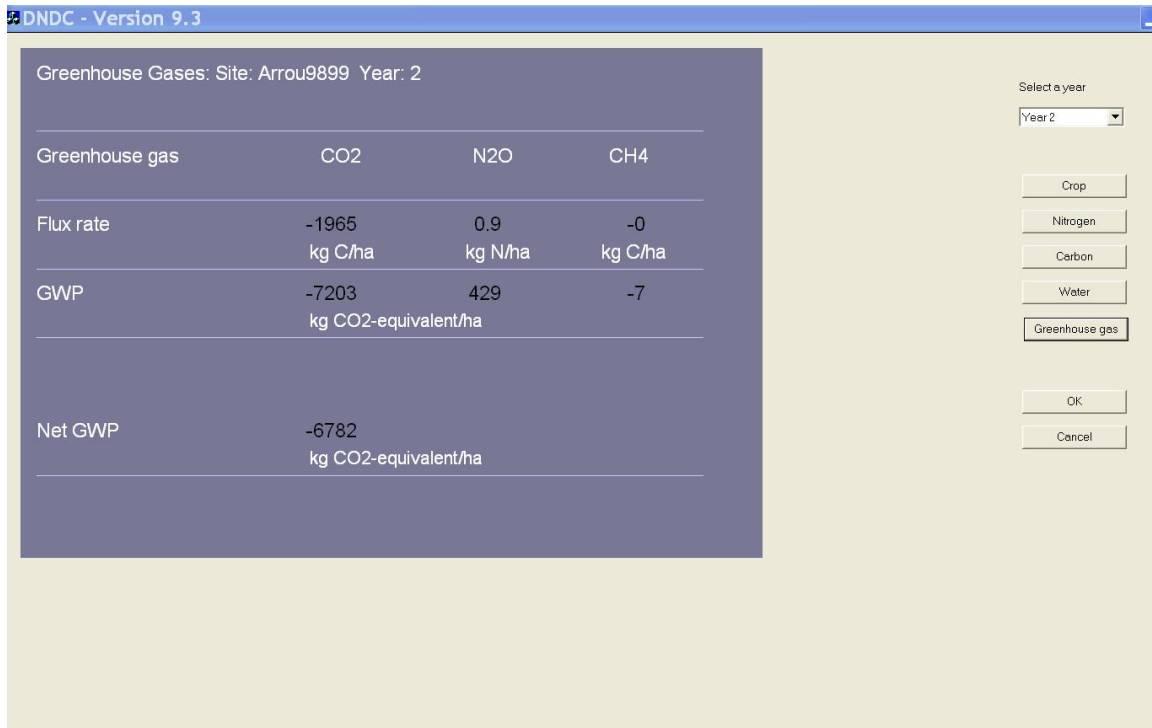 DNDC - Version 9.3
Greenhouse Gases: Site: Arrou9899 Year: 2
Select a year
Year 2
Greenhouse gas CO2 N2O CH4
Crop
Flux rate -1965 0.9 -0
Nitrogen
kg C/ha kg N/ha kg C/ha
Carbon
GWP -7203 429 -7
Water
kg CO2-equivalent/ha
Greenhouse gas
OK
Net GWP -6782
Cancel
kg CO2-equivalent/ha